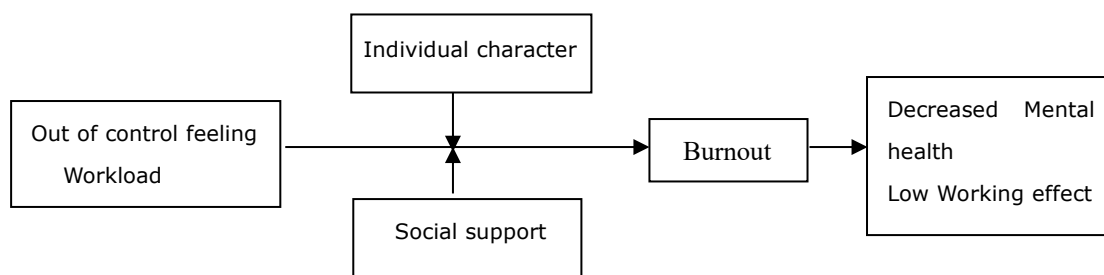 Individual character
Out of control feeling
Workload
Burnout
Decreased Mental
health
Low Working effect
Social support